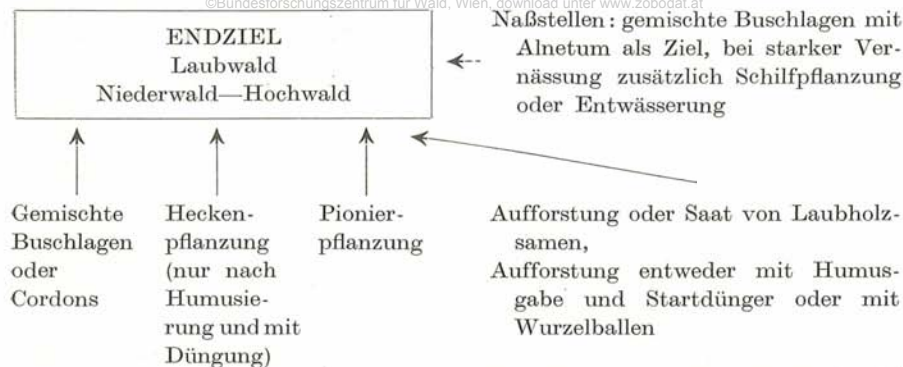 ©Bundesforschungszentrum für Wald, Wien, download unter www.zobodat.at
ENDZIEL
Laubwald
Niederwald—Hochwald
Naßstellen: gemischte Buschlagen mit
Alnetum als Ziel, bei starker Ver-
nässung zusätzlich Schilfpflanzung
oder Entwässerung
Gemischte
Buschlagen
oder
Cordons
Hecken-
pflanzung
(nur nach
Humusie-
rung und mit
Düngung)
Pionier-
pflanzung
Aufforstung oder Saat von Laubholz-
samen,
Aufforstung entweder mit Humus-
gabe und Startdünger oder mit
Wurzelballen